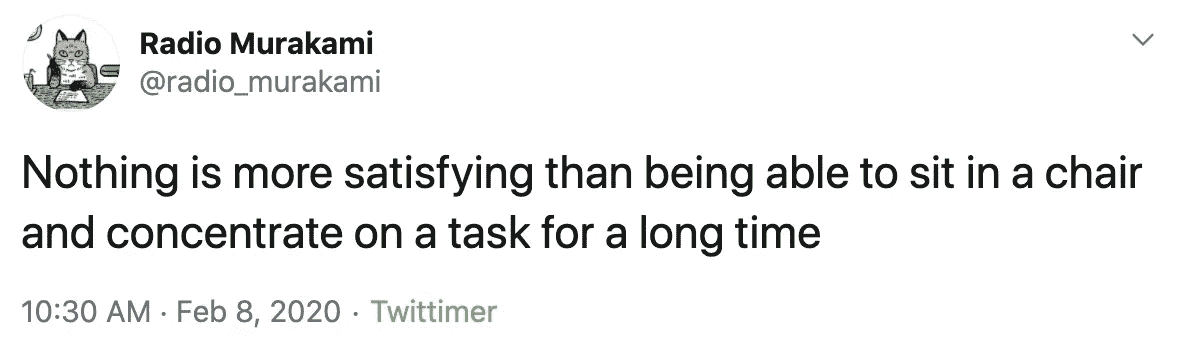 Radio Murakami
@radio_murakami
Nothing is more satisfying than being able to sit in a chair
and concentrate on a task for a long time
10:30 AM · Feb 8, 2020 · Twittimer